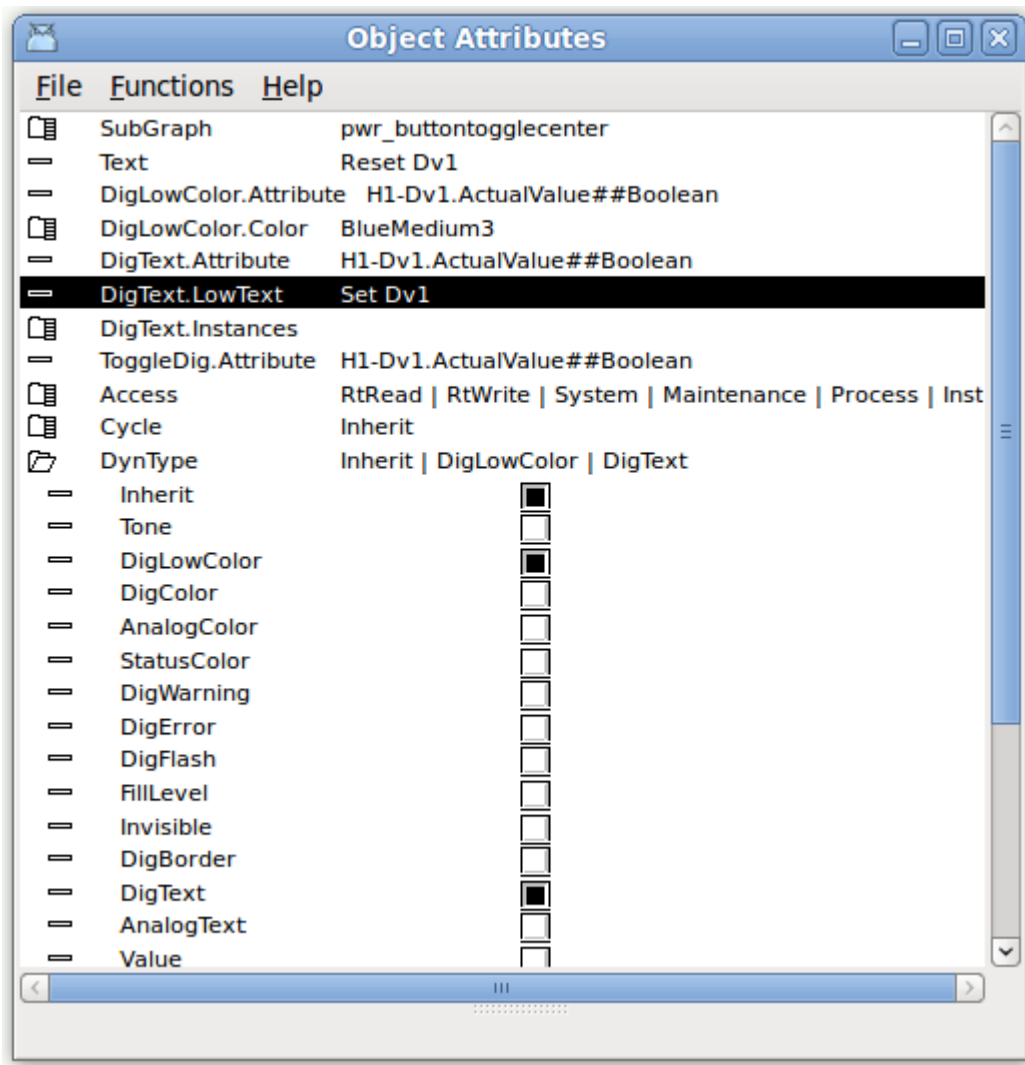 Object Attributes
File Functions Help
SubGraph pwr_buttontogglecenter
Text Reset Dv1
DigLowColor.Attribute H1-Dv1.ActualValue##Boolean
DigLowColor.Color BlueMedium3
DigText.Attribute H1-Dv1.ActualValue##Boolean
DigText.LowText Set Dv1
DigText.Instances
ToggleDig.Attribute H1-Dv1.ActualValue##Boolean
Access RtRead | RtWrite | System | Maintenance | Process | Inst
Cycle Inherit
DynType Inherit | DigLowColor | DigText
Inherit
Tone
DigLowColor
DigColor
AnalogColor
StatusColor
DigWarning
DigError
DigFlash
FillLevel
Invisible
DigBorder
DigText
AnalogText
Value